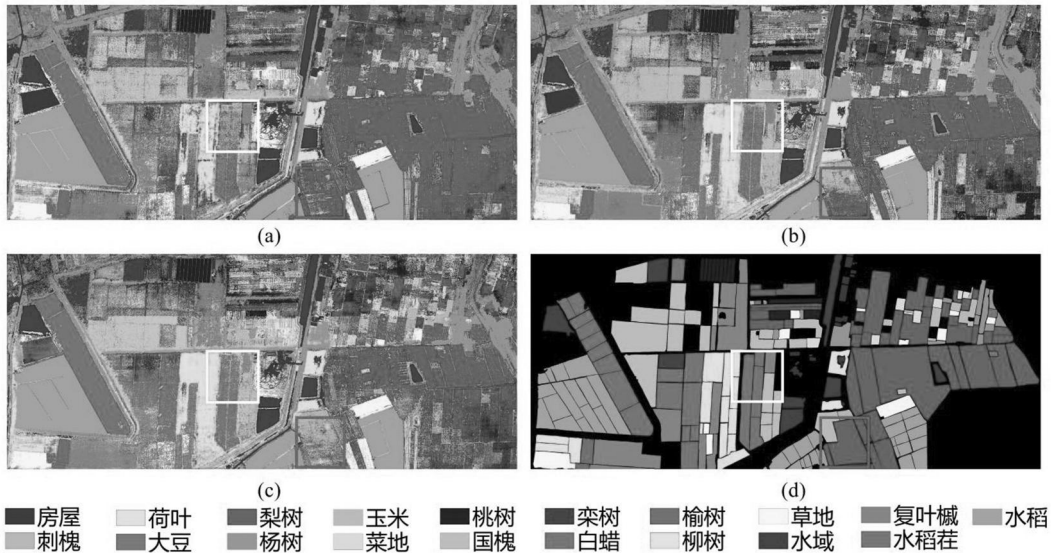 (a) (b)
(c) (d)
房屋 荷叶 梨树 玉米 桃树 栾树 榆树 草地 复叶槭 水稻
刺槐 大豆 杨树 菜地 国槐 白蜡 柳树 水域 水稻茬